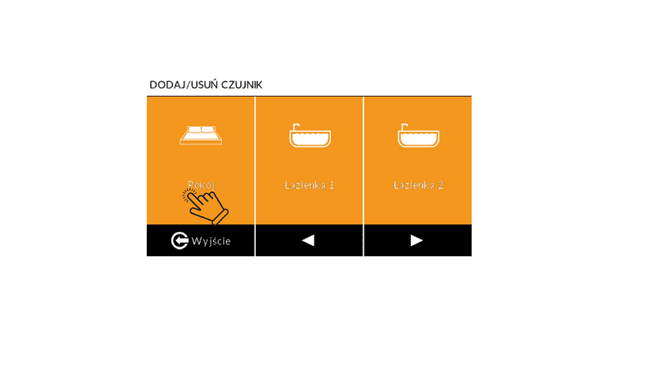 DODAJ/USUŃ CZUJNIK
Pokój
Łazienka 1
Łazienka 2
Wyjście